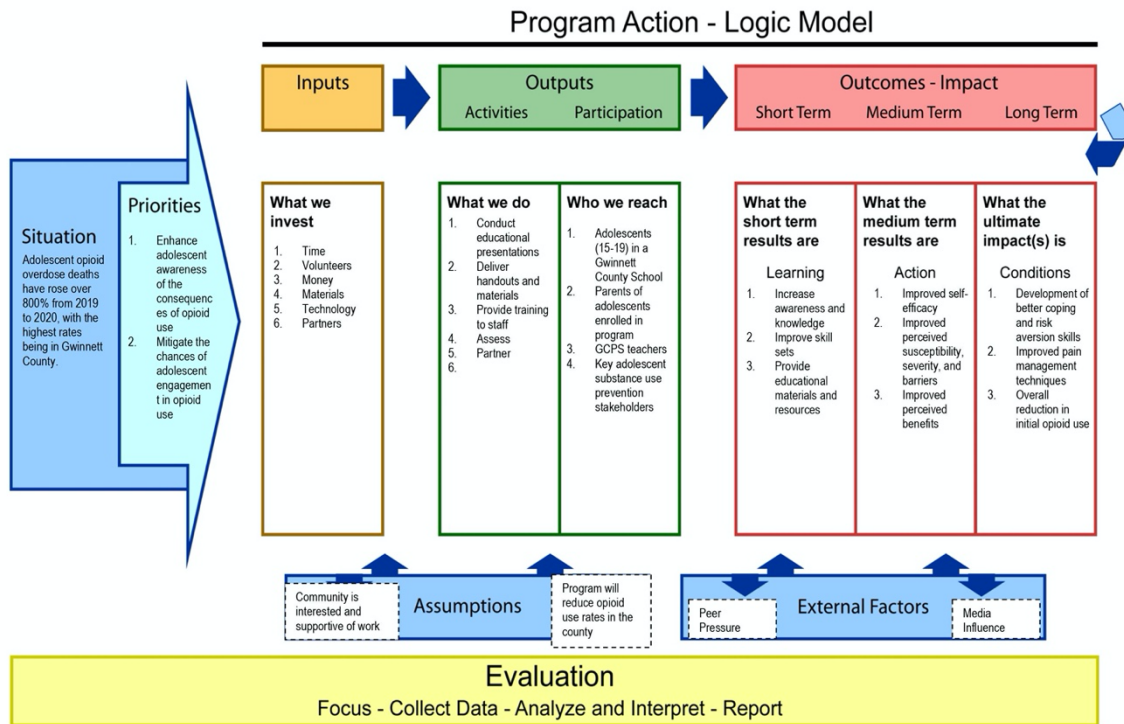 Program Action - Logic Model
Inputs
Outputs
Activities
Participation
Outcomes - Impact
Short Term
Medium Term
Long Term
Situation
Adolescent opioid
overdose deaths
have rose over
800% from 2019
to 2020, with the
highest rates
being in Gwinnett
County.
Priorities
1. Enhance
adolescent
awareness
of the
consequenc
es of opioid
use
2. Mitigate the
chances of
adolescent
engagemen
t in opioid
use
What we
invest
1. Time
2. Volunteers
3. Money
4. Materials
5. Technology
6. Partners
What we do
1. Conduct
educational
presentations
2. Deliver
handouts and
materials
3. Provide training
to staff
4. Assess
5. Partner
6.
Who we reach
1. Adolescents
(15-19) in a
Gwinnett
County School
2. Parents of
adolescents
enrolled in
program
3. GCPS teachers
4. Key adolescent
substance use
prevention
stakeholders
What the
short term
results are
Learning
1. Increase
awareness and
knowledge
2. Improve skill
sets
3. Provide
educational
materials and
resources
What the
medium term
results are
Action
1. Improved self-
efficacy
2. Improved
perceived
susceptibility,
severity, and
barriers
3. Improved
perceived
benefits
What the
ultimate
impact(s) is
Conditions
1. Development of
better coping
and risk
aversion skills
2. Improved pain
management
techniques
3. Overall
reduction in
initial opioid use
Community is
interested and
supportive of work
Assumptions
Program will
reduce opioid
use rates in the
county
Peer
Pressure
External Factors
Media
Influence
Evaluation
Focus - Collect Data - Analyze and Interpret - Report